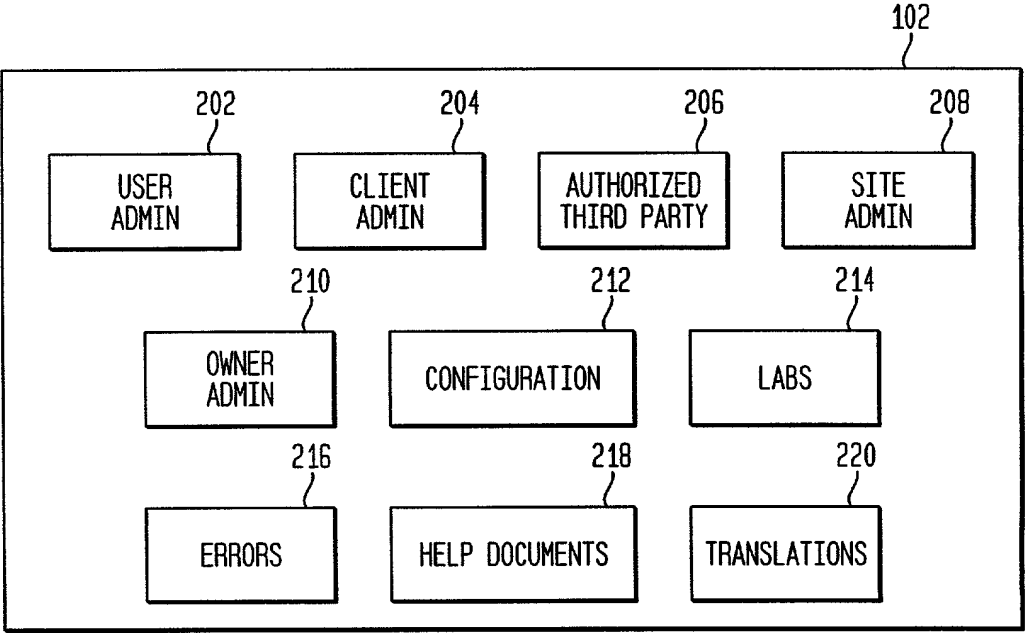 102
202
204
206
208
USER
ADMIN
CLIENT
ADMIN
AUTHORIZED
THIRD PARTY
SITE
ADMIN
210
212
214
OWNER
ADMIN
CONFIGURATION
LABS
216
218
220
ERRORS
HELP DOCUMENTS
TRANSLATIONS